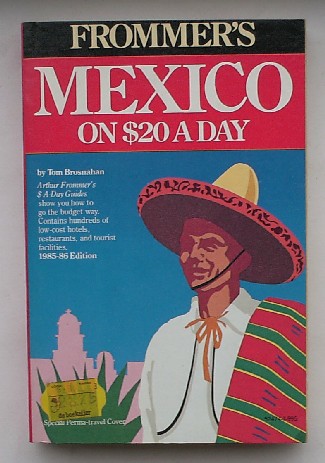 FROMMER'S
MEXICO
ON $20 A DAY
by Tom Brosnahan
Arthur Frommer's
$ A Day Guides
show you how to
go the budget way.
Contains hundreds of
low-cost hotels,
restaurants, and tourist
facilities.
1985-86 Edition
Special Perma-travel Cover